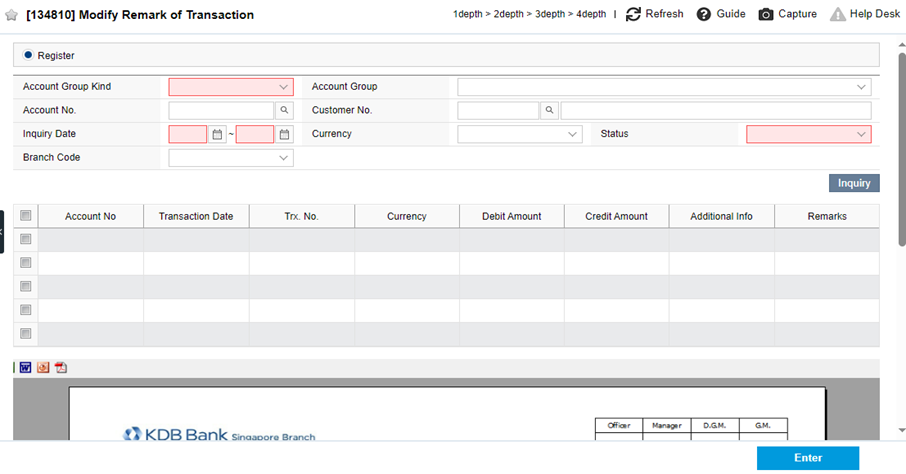 [134810] Modify Remark of Transaction
1depth > 2depth > 3depth > 4depth | Refresh Guide Capture Help Desk
Register
Account Group Kind Account Group
Account No. Customer No.
Inquiry Date ~ Currency Status
Branch Code
Inquiry
Account No Transaction Date Trx. No. Currency Debit Amount Credit Amount Additional Info Remarks
KDB Bank Singapore Branch
Officer Manager D.G.M. G.M.
Enter